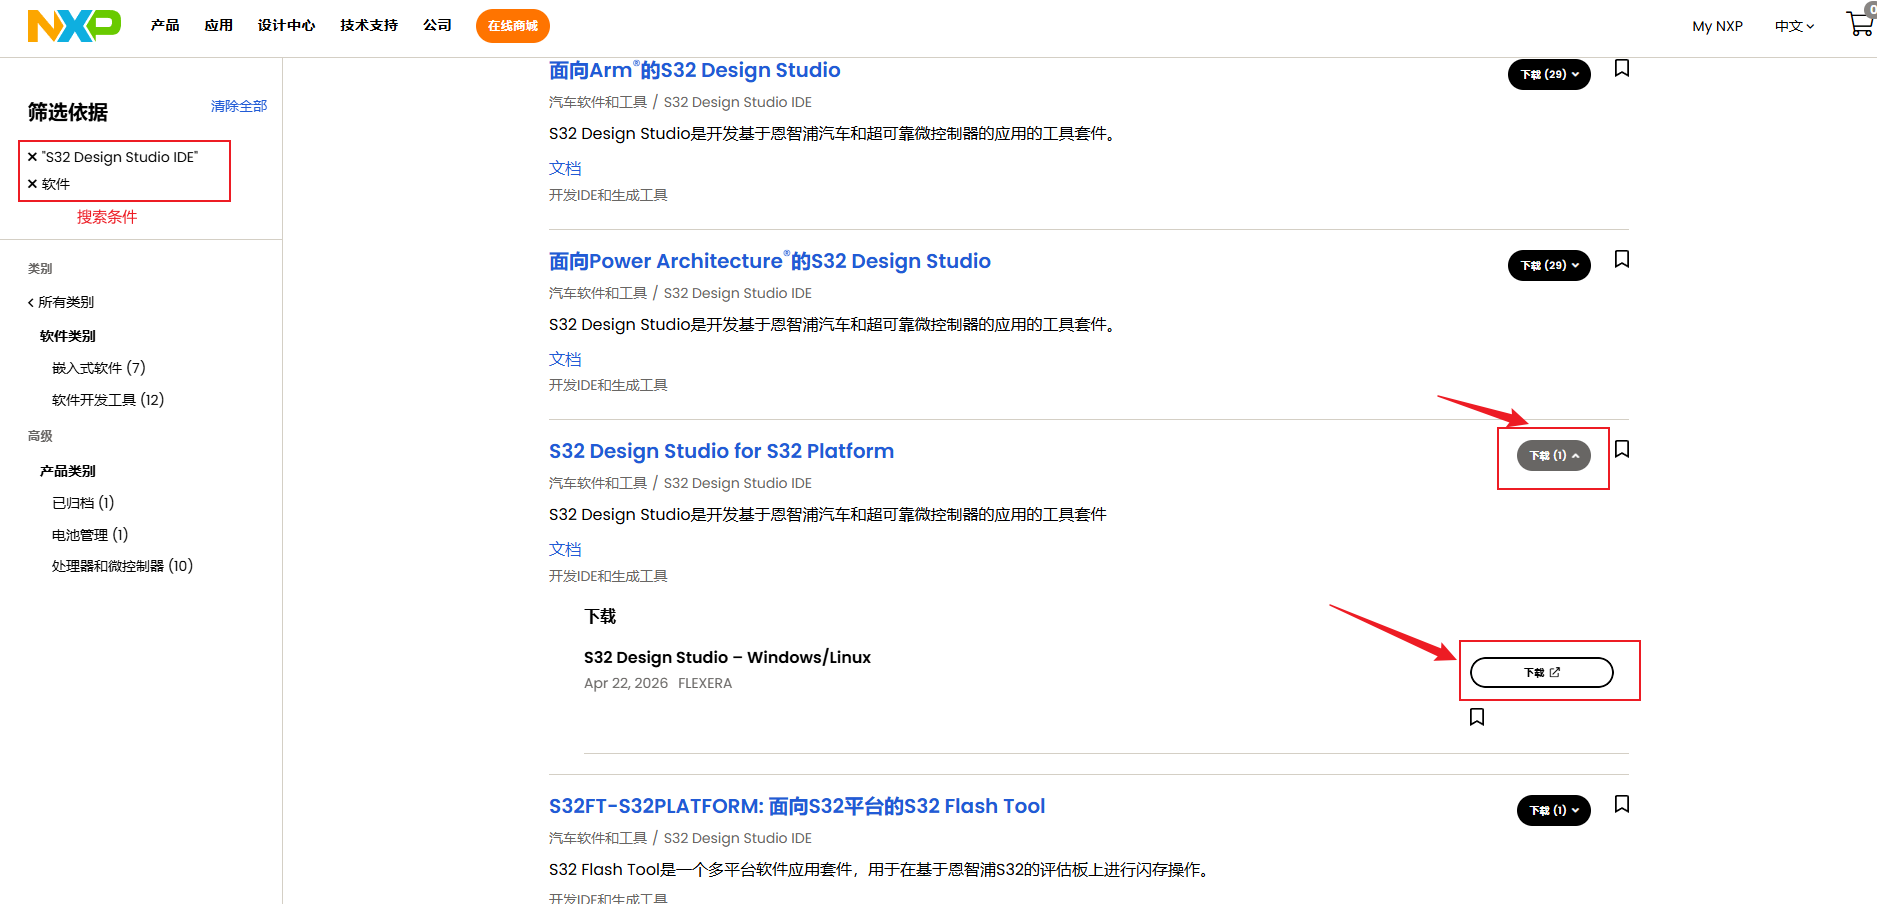 NXP 产品 应用 设计中心 技术支持 公司 在线商城 My NXP 中文 0
筛选依据 清除全部
"S32 Design Studio IDE"
软件
搜索条件
类别
所有类别
软件类别
嵌入式软件 (7)
软件开发工具 (12)
高级
产品类别
已归档 (1)
电池管理 (1)
处理器和微控制器 (10)
面向Arm®的S32 Design Studio
下载 (29)
汽车软件和工具 / S32 Design Studio IDE
S32 Design Studio是开发基于恩智浦汽车和超可靠微控制器的应用的工具套件。
文档
开发IDE和生成工具
面向Power Architecture®的S32 Design Studio
下载 (29)
汽车软件和工具 / S32 Design Studio IDE
S32 Design Studio是开发基于恩智浦汽车和超可靠微控制器的应用的工具套件。
文档
开发IDE和生成工具
S32 Design Studio for S32 Platform
下载 (1)
汽车软件和工具 / S32 Design Studio IDE
S32 Design Studio是开发基于恩智浦汽车和超可靠微控制器的应用的工具套件
文档
开发IDE和生成工具
下载
S32 Design Studio – Windows/Linux
下载
Apr 22, 2026 FLEXERA
S32FT-S32PLATFORM: 面向S32平台的S32 Flash Tool
下载 (1)
汽车软件和工具 / S32 Design Studio IDE
S32 Flash Tool是一个多平台软件应用套件，用于在基于恩智浦S32的评估板上进行闪存操作。
开发IDE和生成工具